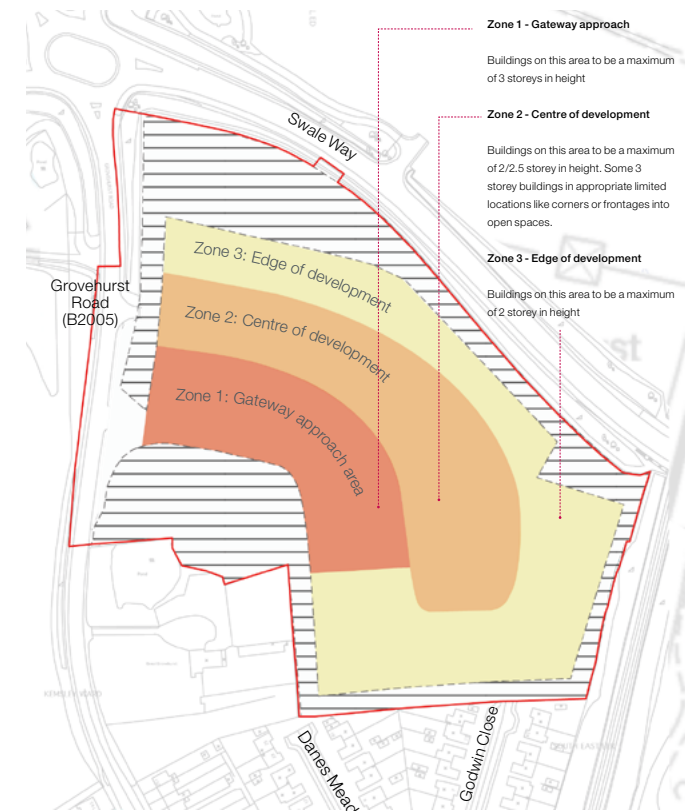 Zone 1 - Gateway approach
Buildings on this area to be a maximum
of 3 storeys in height
Zone 2 - Centre of development
Buildings on this area to be a maximum
of 2/2.5 storey in height. Some 3
storey buildings in appropriate limited
locations like corners or frontages into
open spaces.
Zone 3 - Edge of development
Buildings on this area to be a maximum
of 2 storey in height
Swale Way
Grovehurst
Road
(B2005)
Zone 3: Edge of development
Zone 2: Centre of development
Zone 1: Gateway approach area
Danes Mead
Godwin Close